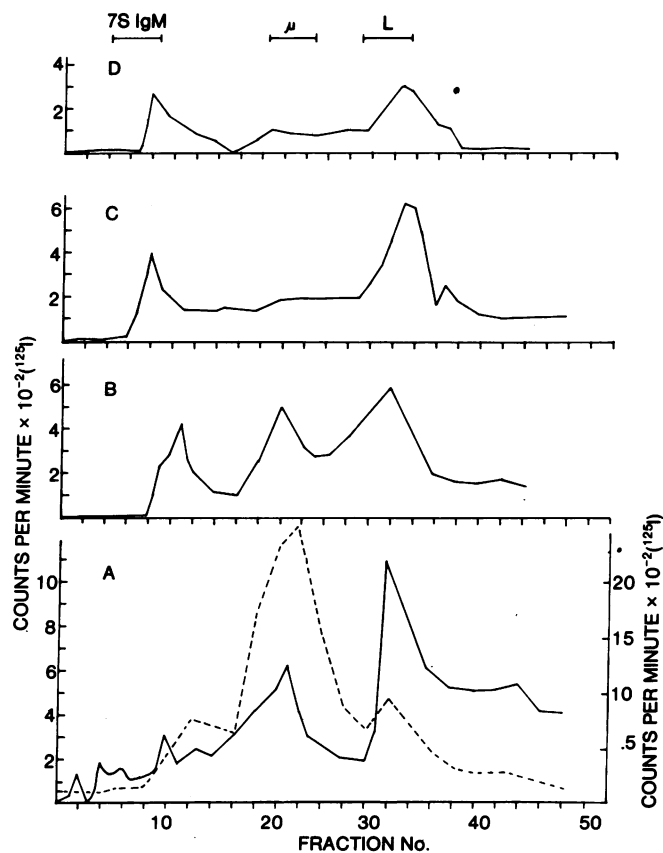 7S IgM μ L
D
4
2
C
6
4
2
B
6
4
2
A
10
8
6
4
2
20
15
10
.5
10 20 30 40 50
FRACTION No.
COUNTS PER MINUTE × 10⁻² (¹²⁵I)
COUNTS PER MINUTE × 10⁻² (¹²⁵I)